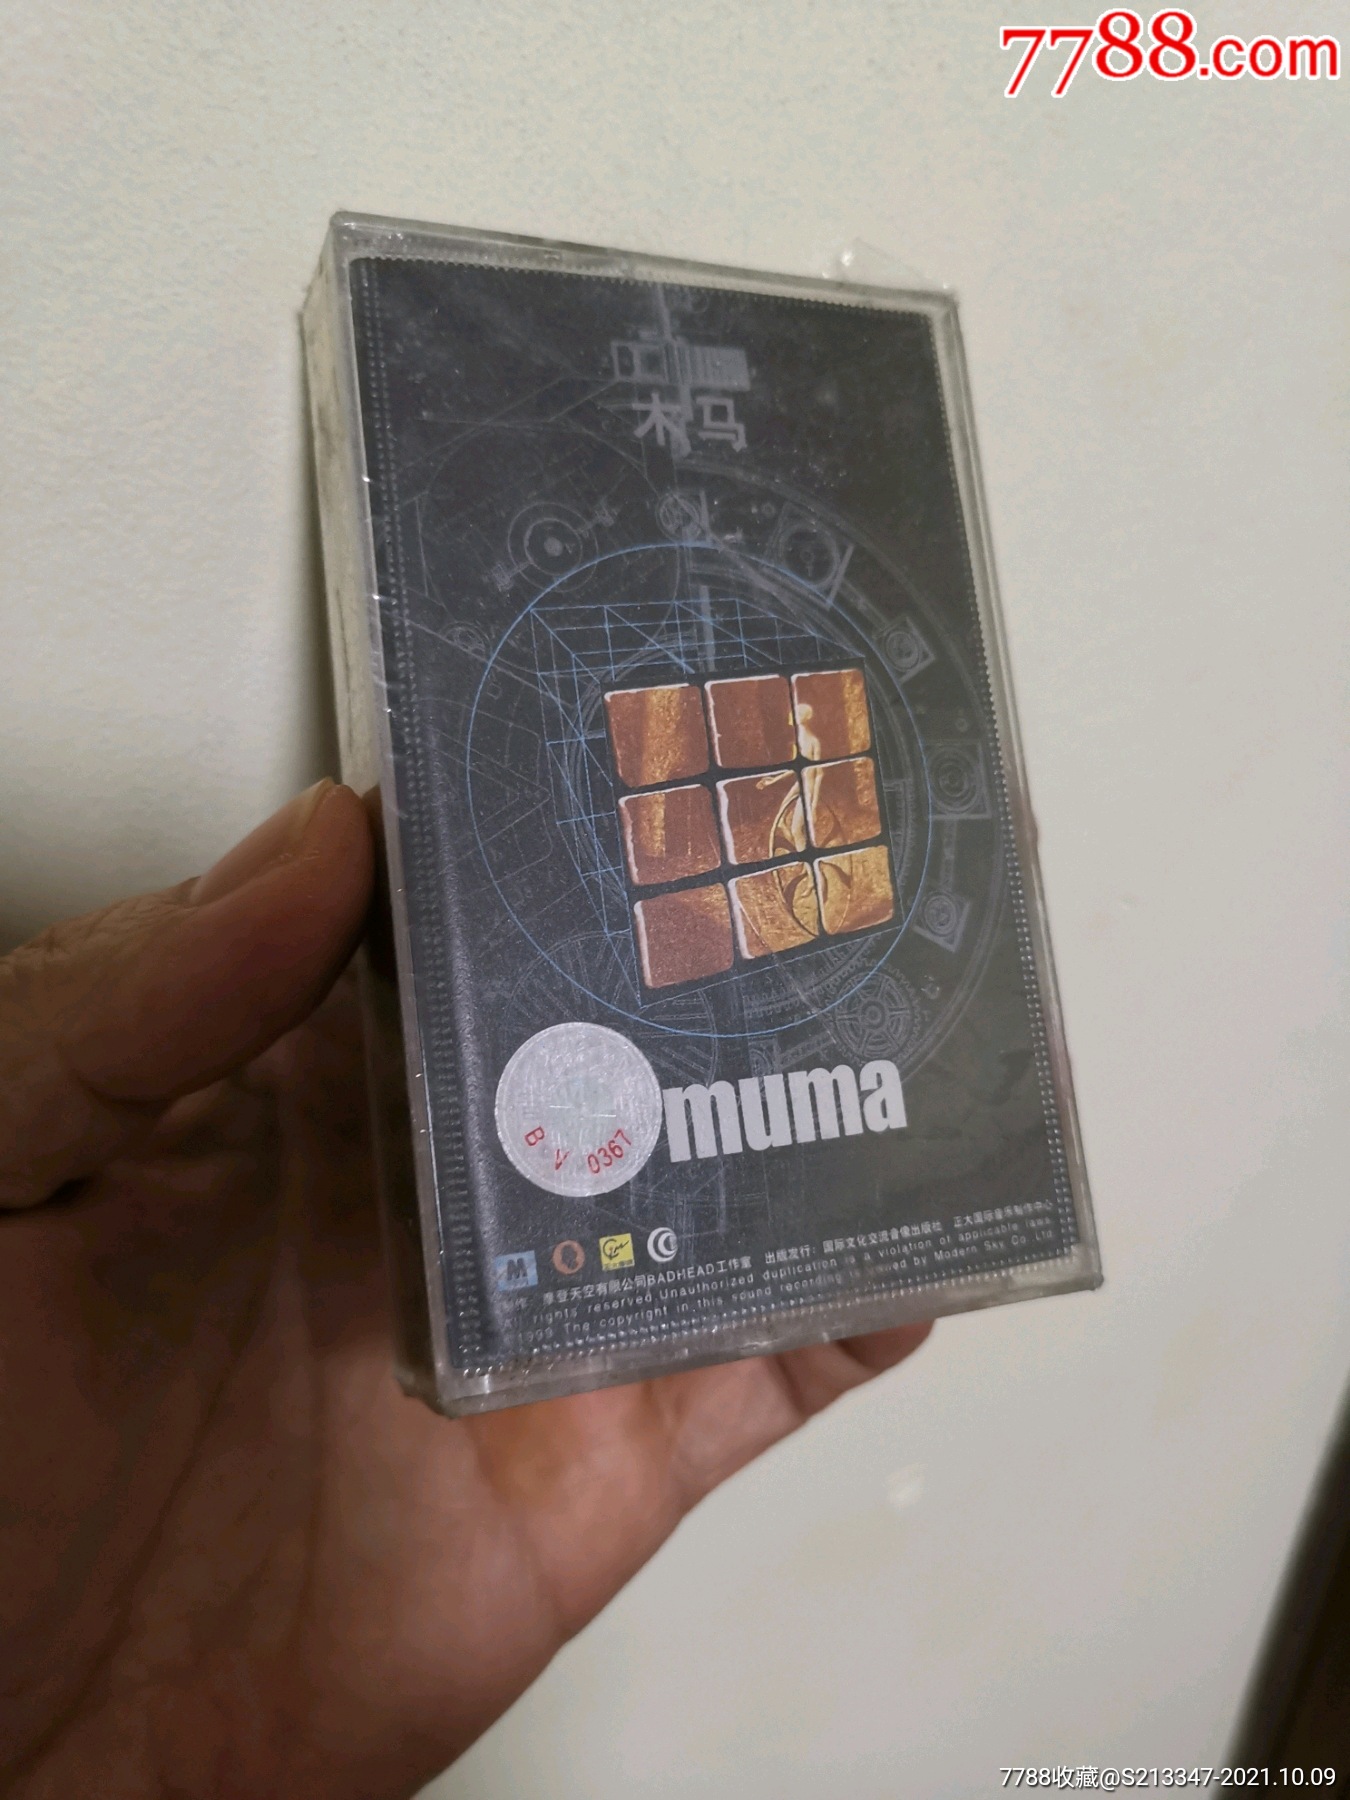 7788.com
木马
muma
B 4 0367
M
制作：摩登天空有限公司BADHEAD工作室 出版发行：国际文化交流音像出版社 正大国际音乐制作中心
All rights reserved.Unauthorized duplication is a violation of applicable laws
1999 The copyright in this sound recording is owned by Modern Sky Co Ltd
7788收藏@S213347-2021.10.09